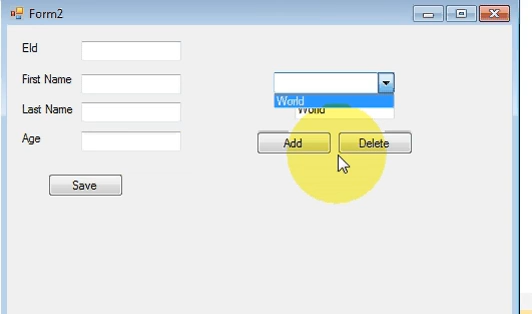 Form2
EId
First Name
World
Last Name
World
Age
Add
Delete
Save